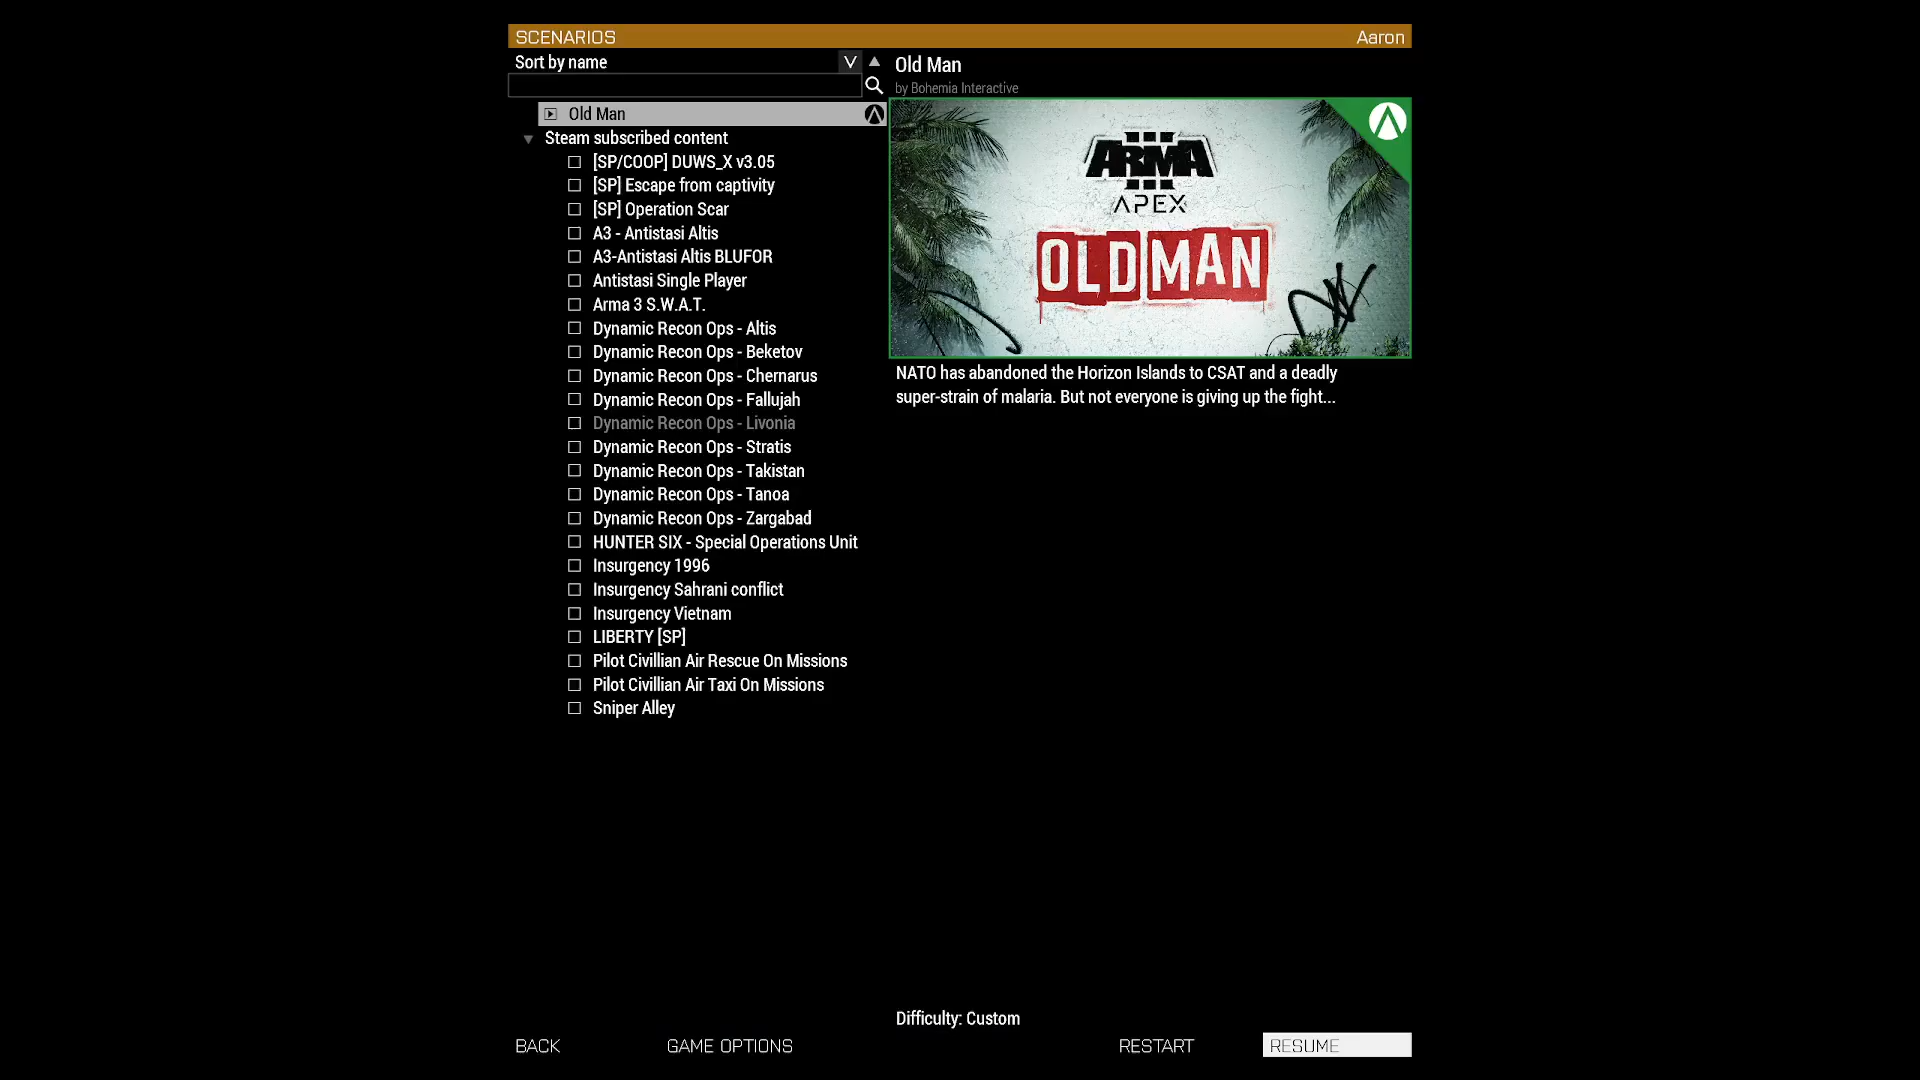 SCENARIOS
Aaron
Sort by name
Old Man
Steam subscribed content
[SP/COOP] DUWS_X v3.05
[SP] Escape from captivity
[SP] Operation Scar
A3 - Antistasi Altis
A3-Antistasi Altis BLUFOR
Antistasi Single Player
Arma 3 S.W.A.T.
Dynamic Recon Ops - Altis
Dynamic Recon Ops - Beketov
Dynamic Recon Ops - Chernarus
Dynamic Recon Ops - Fallujah
Dynamic Recon Ops - Livonia
Dynamic Recon Ops - Stratis
Dynamic Recon Ops - Takistan
Dynamic Recon Ops - Tanoa
Dynamic Recon Ops - Zargabad
HUNTER SIX - Special Operations Unit
Insurgency 1996
Insurgency Sahrani conflict
Insurgency Vietnam
LIBERTY [SP]
Pilot Civillian Air Rescue On Missions
Pilot Civillian Air Taxi On Missions
Sniper Alley
Old Man
by Bohemia Interactive
ARMA
III
APEX
OLD MAN
NATO has abandoned the Horizon Islands to CSAT and a deadly
super-strain of malaria. But not everyone is giving up the fight...
Difficulty: Custom
BACK
GAME OPTIONS
RESTART
RESUME